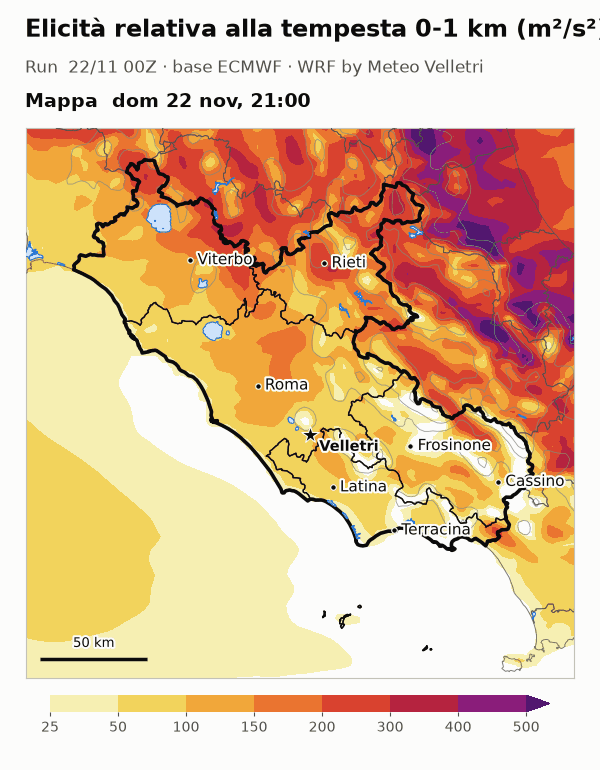 Elicità relativa alla tempesta 0-1 km (m²/s²)
Run  22/11 00Z · base ECMWF · WRF by Meteo Velletri
Mappa  dom 22 nov, 21:00
Viterbo
Rieti
Roma
Velletri
Frosinone
Cassino
Latina
Terracina
50 km
25 50 100 150 200 300 400 500